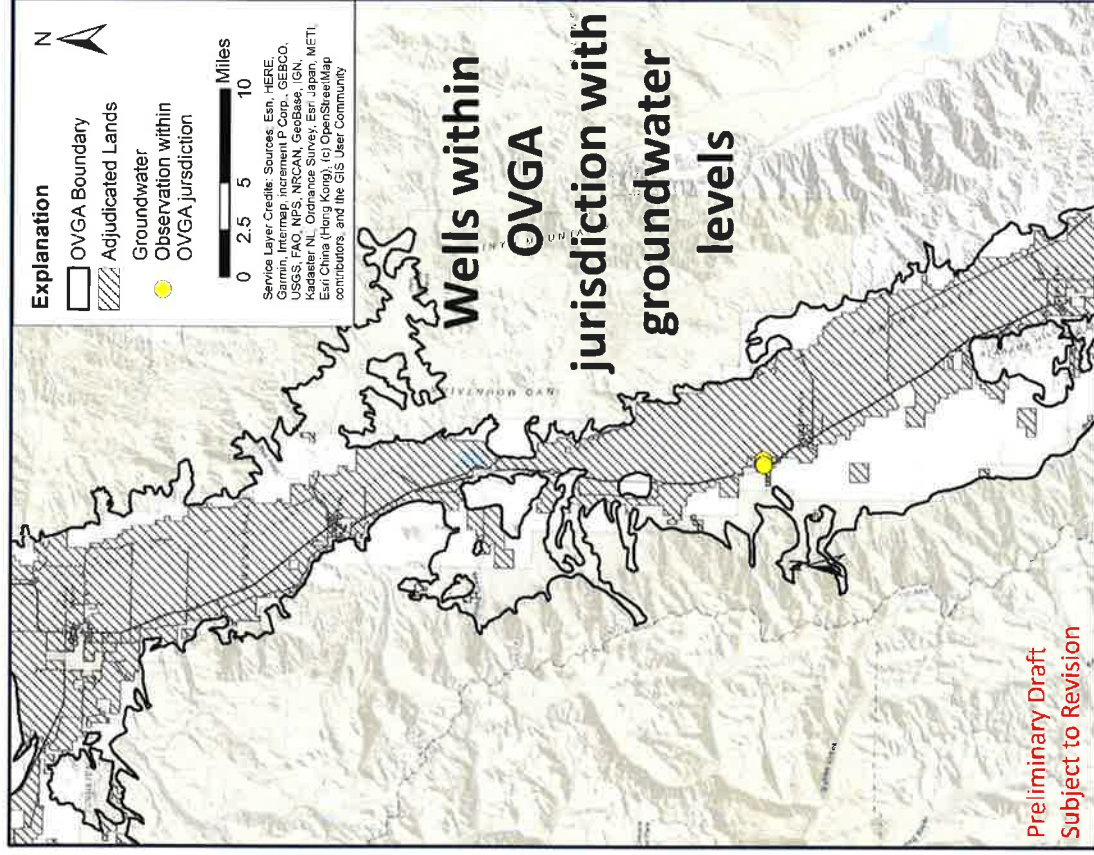 Explanation
N
OVGA Boundary
Adjudicated Lands
Groundwater
Observation within
OVGA jursdiction
0 2.5 5 10
Miles
Service Layer Credits: Sources: Esri, HERE,
Garmin, Intermap, increment P Corp., GEBCO,
USGS, FAO, NPS, NRCAN, GeoBase, IGN,
Kadaster NL, Ordnance Survey, Esri Japan, METI,
Esri China (Hong Kong), (c) OpenStreetMap
contributors, and the GIS User Community
SALINE VAL
Wells within
OVGA
jurisdiction with
groundwater
levels
Preliminary Draft
Subject to Revision